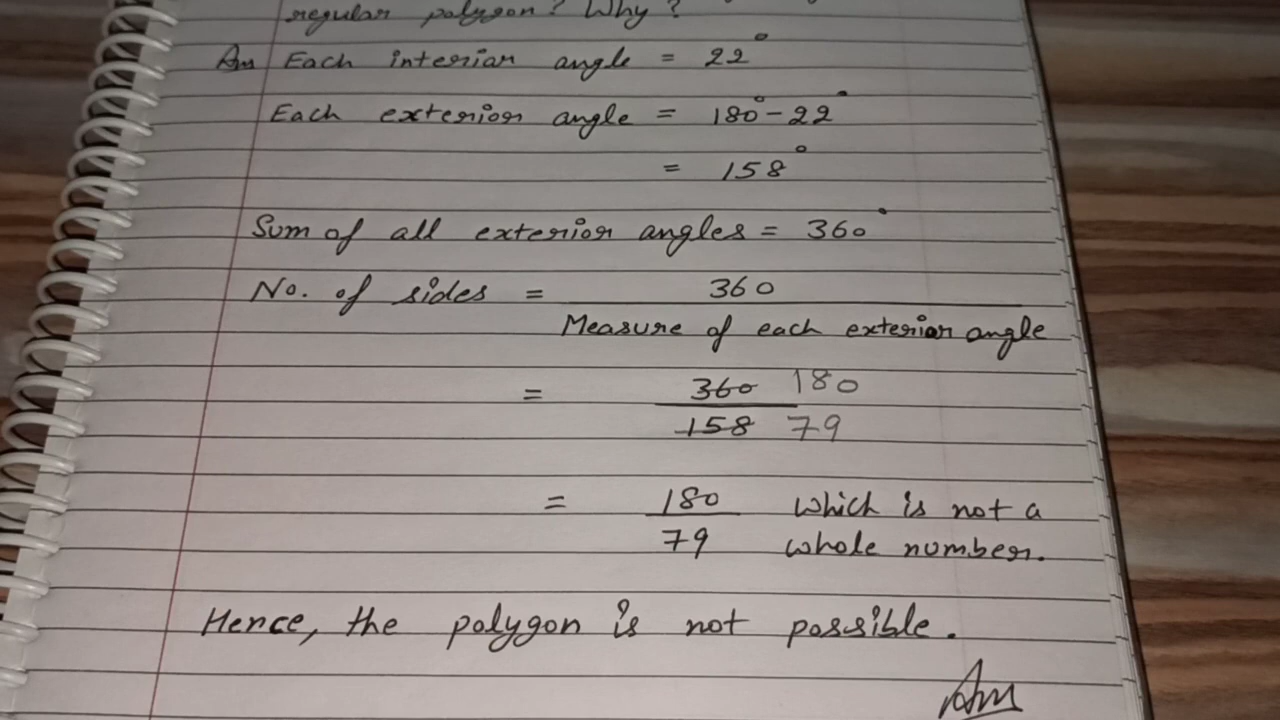 regular polygon? Why?
Ans Each interior angle = 22°
Each exterior angle = 180° - 22°
= 158°
Sum of all exterior angles = 360°
No. of sides = 360
Measure of each exterior angle
= 360 180
158 79
= 180 which is not a
79 whole number.
Hence, the polygon is not possible.
Ans